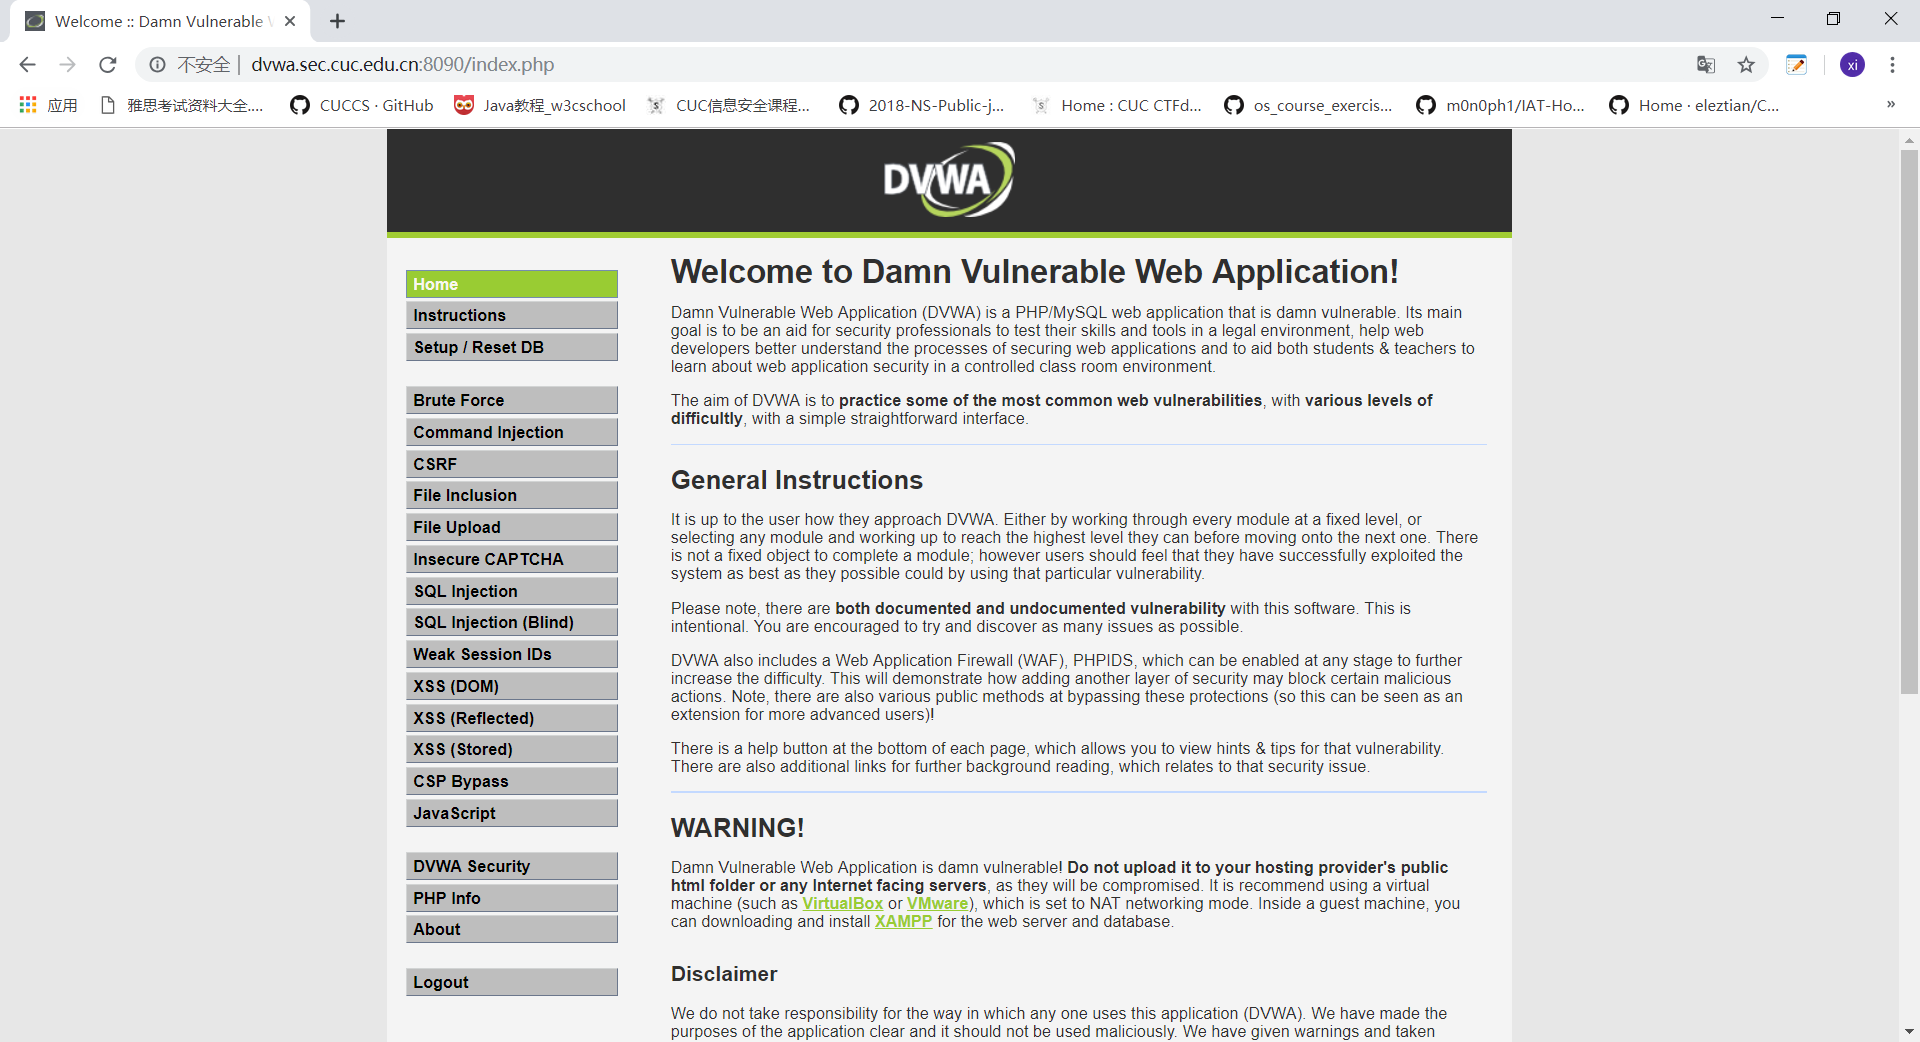 Welcome :: Damn Vulnerable
不安全 | dvwa.sec.cuc.edu.cn:8090/index.php
xi
应用 雅思考试资料大全.... CUCCS · GitHub Java教程_w3cschool CUC信息安全课程... 2018-NS-Public-j... Home : CUC CTFd... os_course_exercis... m0n0ph1/IAT-Ho... Home · eleztian/C... »
DVWA
Home
Instructions
Setup / Reset DB
Brute Force
Command Injection
CSRF
File Inclusion
File Upload
Insecure CAPTCHA
SQL Injection
SQL Injection (Blind)
Weak Session IDs
XSS (DOM)
XSS (Reflected)
XSS (Stored)
CSP Bypass
JavaScript
DVWA Security
PHP Info
About
Logout
Welcome to Damn Vulnerable Web Application!
Damn Vulnerable Web Application (DVWA) is a PHP/MySQL web application that is damn vulnerable. Its main
goal is to be an aid for security professionals to test their skills and tools in a legal environment, help web
developers better understand the processes of securing web applications and to aid both students & teachers to
learn about web application security in a controlled class room environment.
The aim of DVWA is to practice some of the most common web vulnerabilities, with various levels of
difficultly, with a simple straightforward interface.
General Instructions
It is up to the user how they approach DVWA. Either by working through every module at a fixed level, or
selecting any module and working up to reach the highest level they can before moving onto the next one. There
is not a fixed object to complete a module; however users should feel that they have successfully exploited the
system as best as they possible could by using that particular vulnerability.
Please note, there are both documented and undocumented vulnerability with this software. This is
intentional. You are encouraged to try and discover as many issues as possible.
DVWA also includes a Web Application Firewall (WAF), PHPIDS, which can be enabled at any stage to further
increase the difficulty. This will demonstrate how adding another layer of security may block certain malicious
actions. Note, there are also various public methods at bypassing these protections (so this can be seen as an
extension for more advanced users)!
There is a help button at the bottom of each page, which allows you to view hints & tips for that vulnerability.
There are also additional links for further background reading, which relates to that security issue.
WARNING!
Damn Vulnerable Web Application is damn vulnerable! Do not upload it to your hosting provider's public
html folder or any Internet facing servers, as they will be compromised. It is recommend using a virtual
machine (such as VirtualBox or VMware), which is set to NAT networking mode. Inside a guest machine, you
can downloading and install XAMPP for the web server and database.
Disclaimer
We do not take responsibility for the way in which any one uses this application (DVWA). We have made the
purposes of the application clear and it should not be used maliciously. We have given warnings and taken